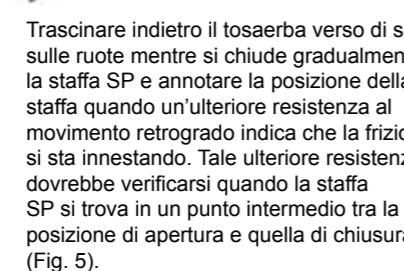 Trascinare indietro il tosaerba verso di s
sulle ruote mentre si chiude gradualmen
la staffa SP e annotare la posizione della
staffa quando un'ulteriore resistenza al
movimento retrogrado indica che la frizio
si sta innestando. Tale ulteriore resistenz
dovrebbe verificarsi quando la staffa
SP si trova in un punto intermedio tra la
posizione di apertura e quella di chiusura
(Fig. 5).